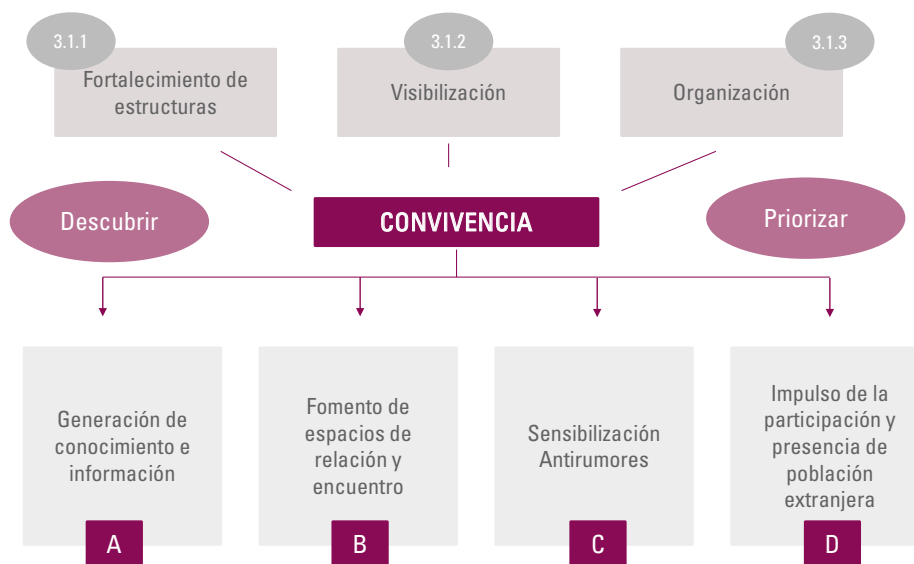 3.1.1
3.1.2
3.1.3
Fortalecimiento de
estructuras
Visibilización
Organización
Descubrir
CONVIVENCIA
Priorizar
Generación de
conocimiento e
información
A
Fomento de
espacios de
relación y
encuentro
B
Sensibilización
Antirumores
C
Impulso de la
participación y
presencia de
población
extranjera
D